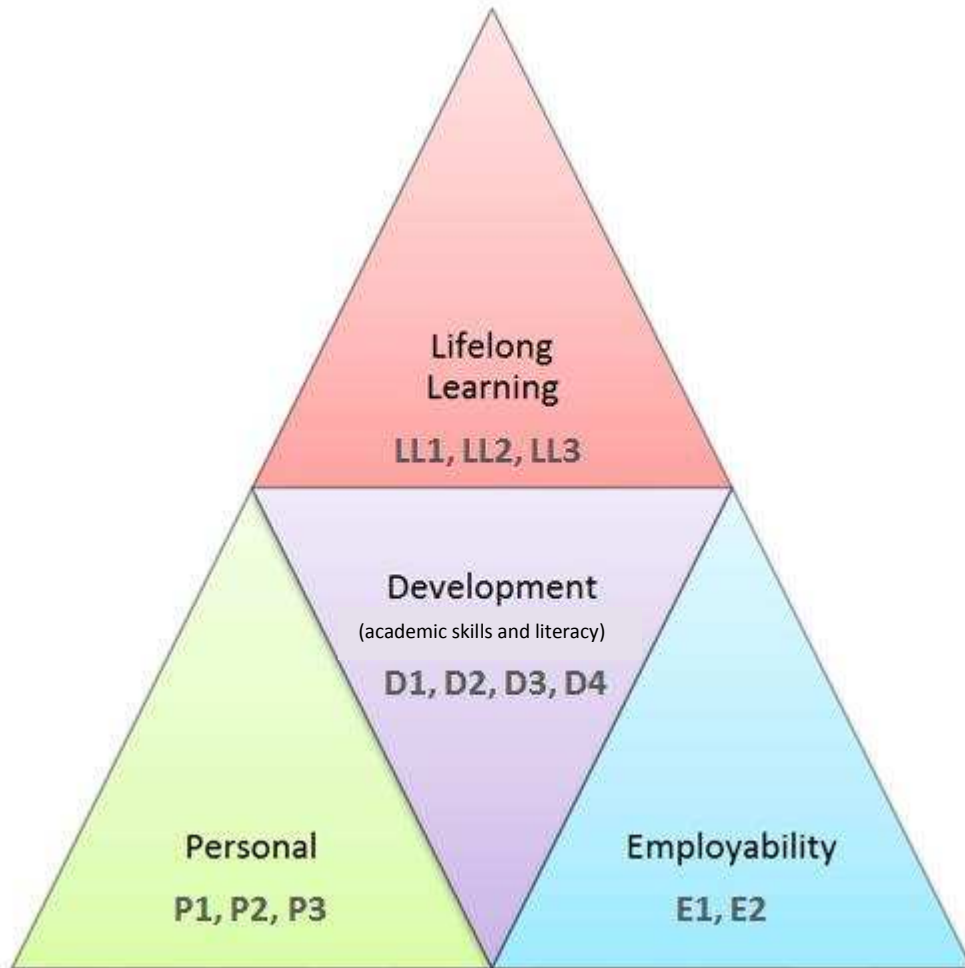 Lifelong
Learning
LL1, LL2, LL3
Development
(academic skills and literacy)
D1, D2, D3, D4
Personal
P1, P2, P3
Employability
E1, E2